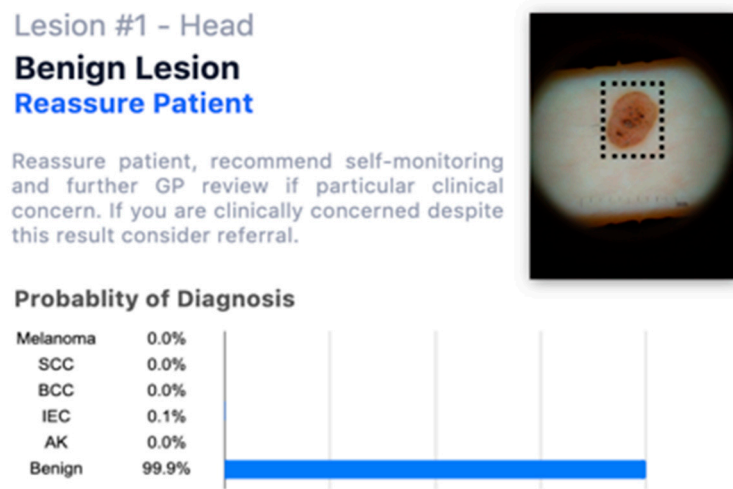 Lesion #1 - Head
Benign Lesion
Reassure Patient
Reassure patient, recommend self-monitoring
and further GP review if particular clinical
concern. If you are clinically concerned despite
this result consider referral.
Probablity of Diagnosis
Melanoma 0.0%
SCC 0.0%
BCC 0.0%
IEC 0.1%
AK 0.0%
Benign 99.9%